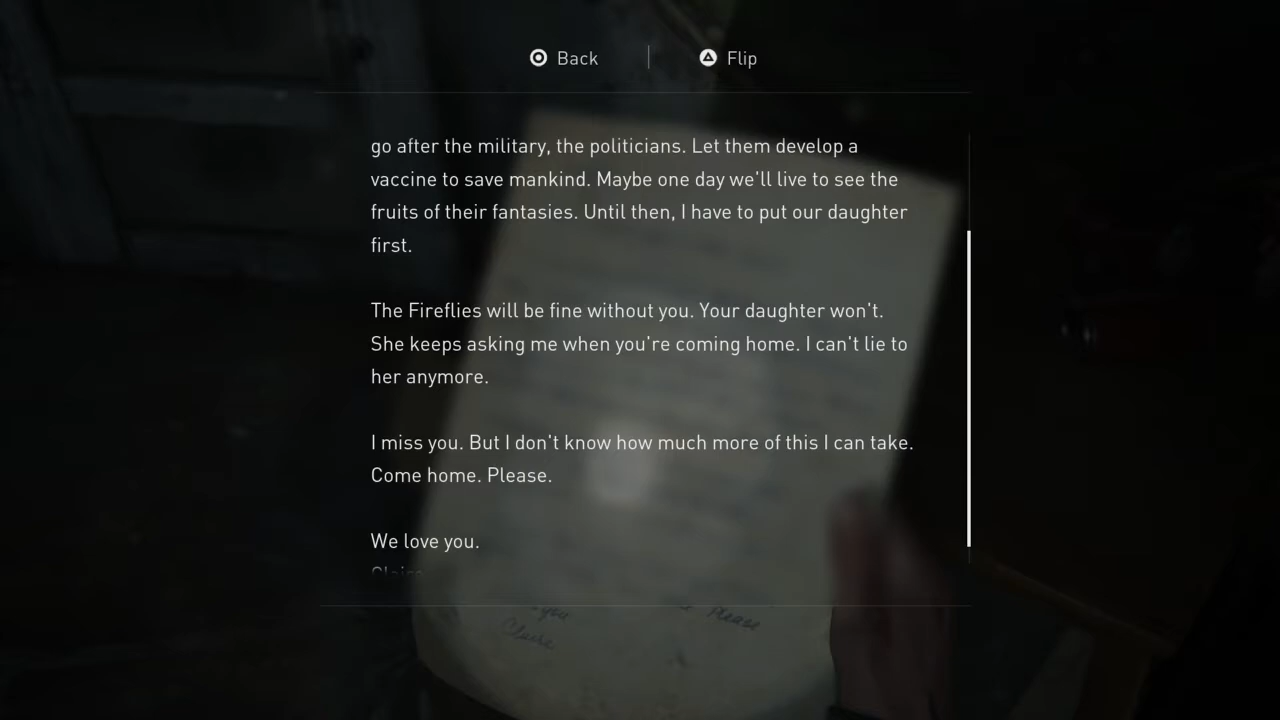 Back | Flip
go after the military, the politicians. Let them develop a
vaccine to save mankind. Maybe one day we'll live to see the
fruits of their fantasies. Until then, I have to put our daughter
first.
The Fireflies will be fine without you. Your daughter won't.
She keeps asking me when you're coming home. I can't lie to
her anymore.
I miss you. But I don't know how much more of this I can take.
Come home. Please.
We love you.
Claire
you Please
Claire